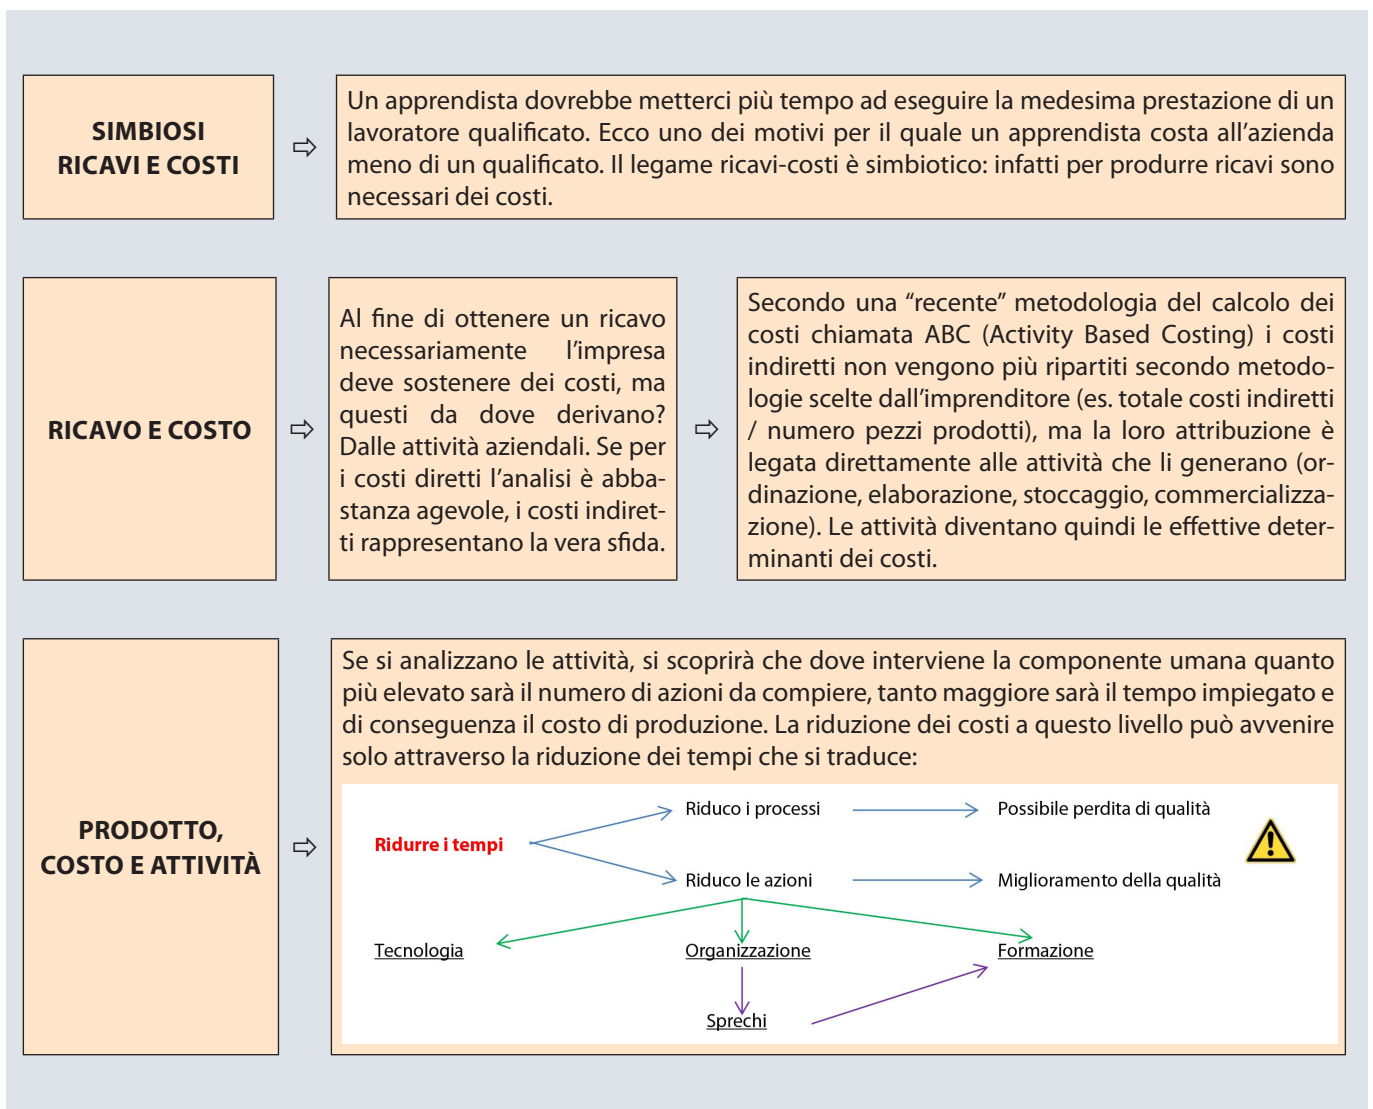 SIMBIOSI
RICAVI E COSTI
Un apprendista dovrebbe metterci più tempo ad eseguire la medesima prestazione di un
lavoratore qualificato. Ecco uno dei motivi per il quale un apprendista costa all’azienda
meno di un qualificato. Il legame ricavi-costi è simbiotico: infatti per produrre ricavi sono
necessari dei costi.
RICAVO E COSTO
Al fine di ottenere un ricavo
necessariamente l’impresa
deve sostenere dei costi, ma
questi da dove derivano?
Dalle attività aziendali. Se per
i costi diretti l’analisi è abba-
stanza agevole, i costi indiret-
ti rappresentano la vera sfida.
Secondo una “recente” metodologia del calcolo dei
costi chiamata ABC (Activity Based Costing) i costi
indiretti non vengono più ripartiti secondo metodo-
logie scelte dall’imprenditore (es. totale costi indiretti
/ numero pezzi prodotti), ma la loro attribuzione è
legata direttamente alle attività che li generano (or-
dinazione, elaborazione, stoccaggio, commercializza-
zione). Le attività diventano quindi le effettive deter-
minanti dei costi.
PRODOTTO,
COSTO E ATTIVITÀ
Se si analizzano le attività, si scoprirà che dove interviene la componente umana quanto
più elevato sarà il numero di azioni da compiere, tanto maggiore sarà il tempo impiegato e
di conseguenza il costo di produzione. La riduzione dei costi a questo livello può avvenire
solo attraverso la riduzione dei tempi che si traduce:
Riduco i processi
Possibile perdita di qualità
Ridurre i tempi
Riduco le azioni
Miglioramento della qualità
Tecnologia
Organizzazione
Formazione
Sprechi